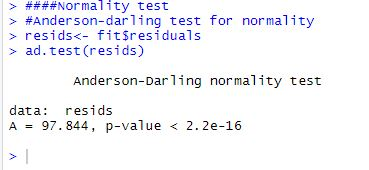 > ####Normality test
> #Anderson-darling test for normality
> resids<- fit$residuals
> ad.test(resids)
Anderson-Darling normality test
data:  resids
A = 97.844, p-value < 2.2e-16
>